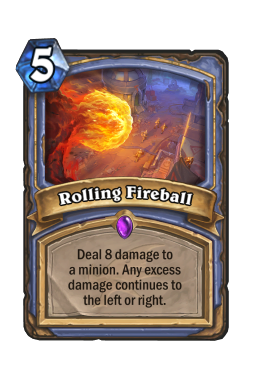 5
Rolling Fireball
Deal 8 damage to
a minion. Any excess
damage continues to
the left or right.